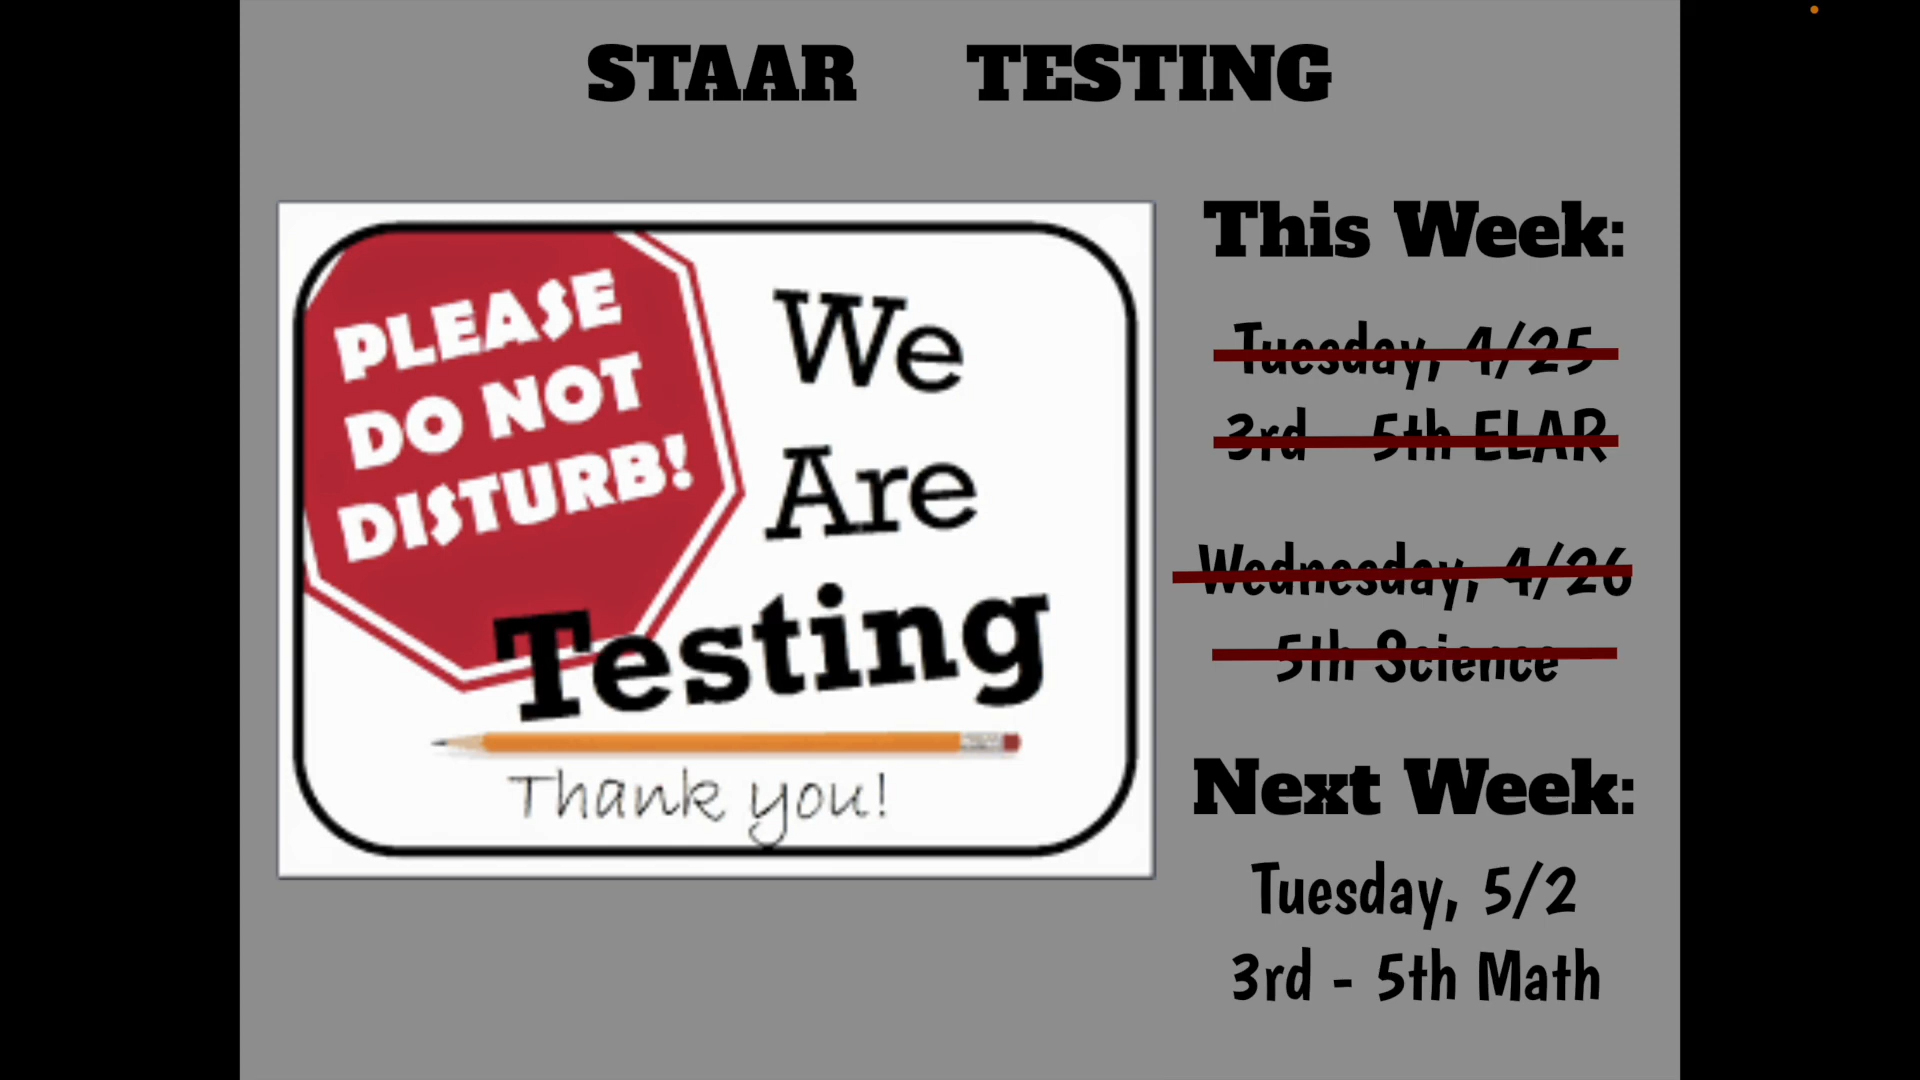 STAAR TESTING
PLEASE
DO NOT
DISTURB!
We
Are
Testing
Thank you!
This Week:
Tuesday, 4/25
3rd - 5th ELAR
Wednesday, 4/26
5th Science
Next Week:
Tuesday, 5/2
3rd - 5th Math